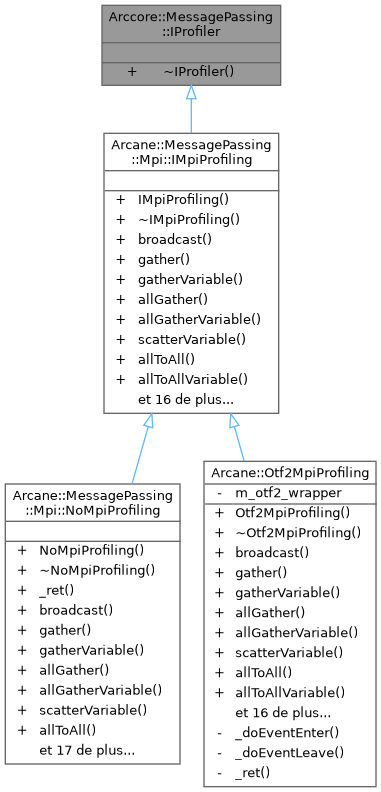 Arccore::MessagePassing
::IProfiler
+ ~IProfiler()
Arcane::MessagePassing
::Mpi::IMpiProfiling
+ IMpiProfiling()
+ ~IMpiProfiling()
+ broadcast()
+ gather()
+ gatherVariable()
+ allGather()
+ allGatherVariable()
+ scatterVariable()
+ allToAll()
+ allToAllVariable()
et 16 de plus...
Arcane::MessagePassing
::Mpi::NoMpiProfiling
+ NoMpiProfiling()
+ ~NoMpiProfiling()
+ _ret()
+ broadcast()
+ gather()
+ gatherVariable()
+ allGather()
+ allGatherVariable()
+ scatterVariable()
+ allToAll()
et 17 de plus...
Arcane::Otf2MpiProfiling
- m_otf2_wrapper
+ Otf2MpiProfiling()
+ ~Otf2MpiProfiling()
+ broadcast()
+ gather()
+ gatherVariable()
+ allGather()
+ allGatherVariable()
+ scatterVariable()
+ allToAll()
+ allToAllVariable()
et 16 de plus...
- _doEventEnter()
- _doEventLeave()
- _ret()